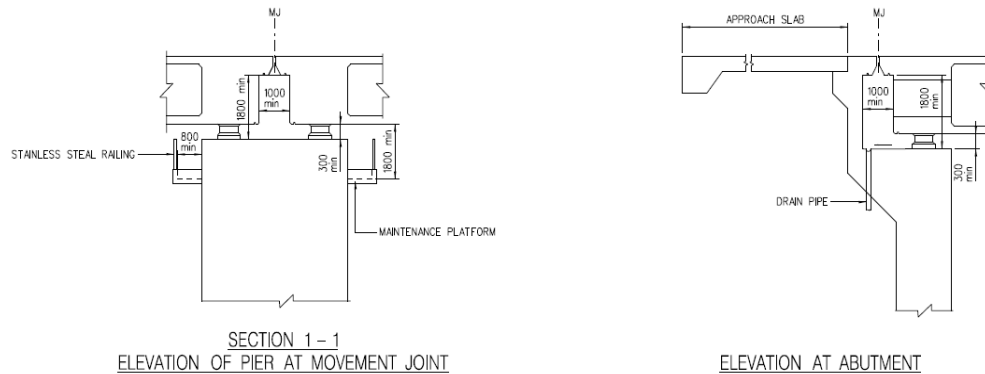 MJ
1800 min
1000
min
800
min
STAINLESS STEAL RAILING
300
min
1800 min
MAINTENANCE PLATFORM
SECTION 1 - 1
ELEVATION OF PIER AT MOVEMENT JOINT
APPROACH SLAB
MJ
1000
min
1800 min
300
min
DRAIN PIPE
ELEVATION AT ABUTMENT